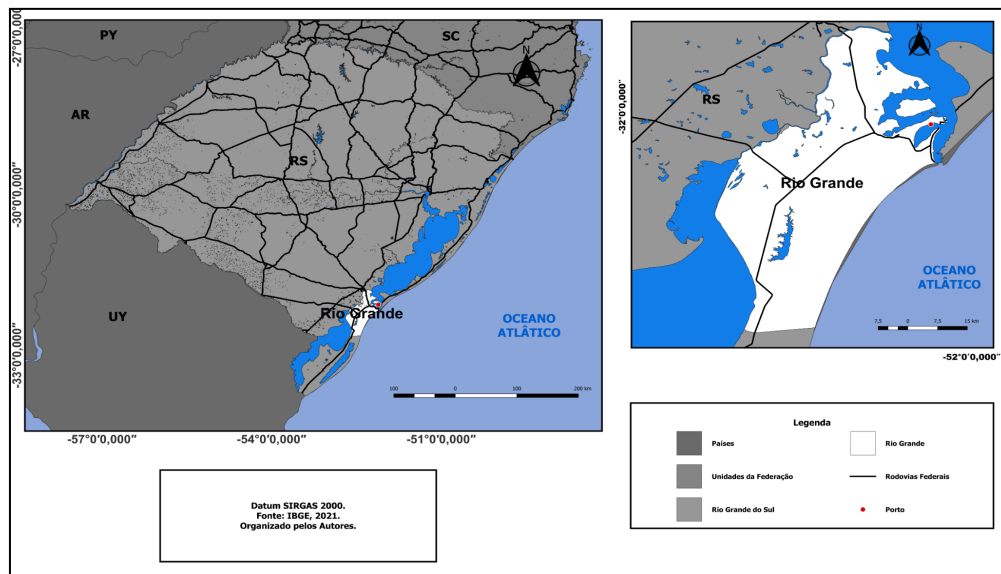 -27°0'0,000"
-30°0'0,000"
-33°0'0,000"
PY
SC
N
AR
RS
UY
Rio Grande
OCEANO
ATLÂTICO
100 0 100 200 km
-57°0'0,000"
-54°0'0,000"
-51°0'0,000"
-32°0'0,000"
N
RS
Rio Grande
OCEANO
ATLÂTICO
7,5 0 7,5 15 km
-52°0'0,000"
Datum SIRGAS 2000.
Fonte: IBGE, 2021.
Organizado pelos Autores.
Legenda
Países
Rio Grande
Unidades da Federação
Rodovias Federais
Rio Grande do Sul
Porto